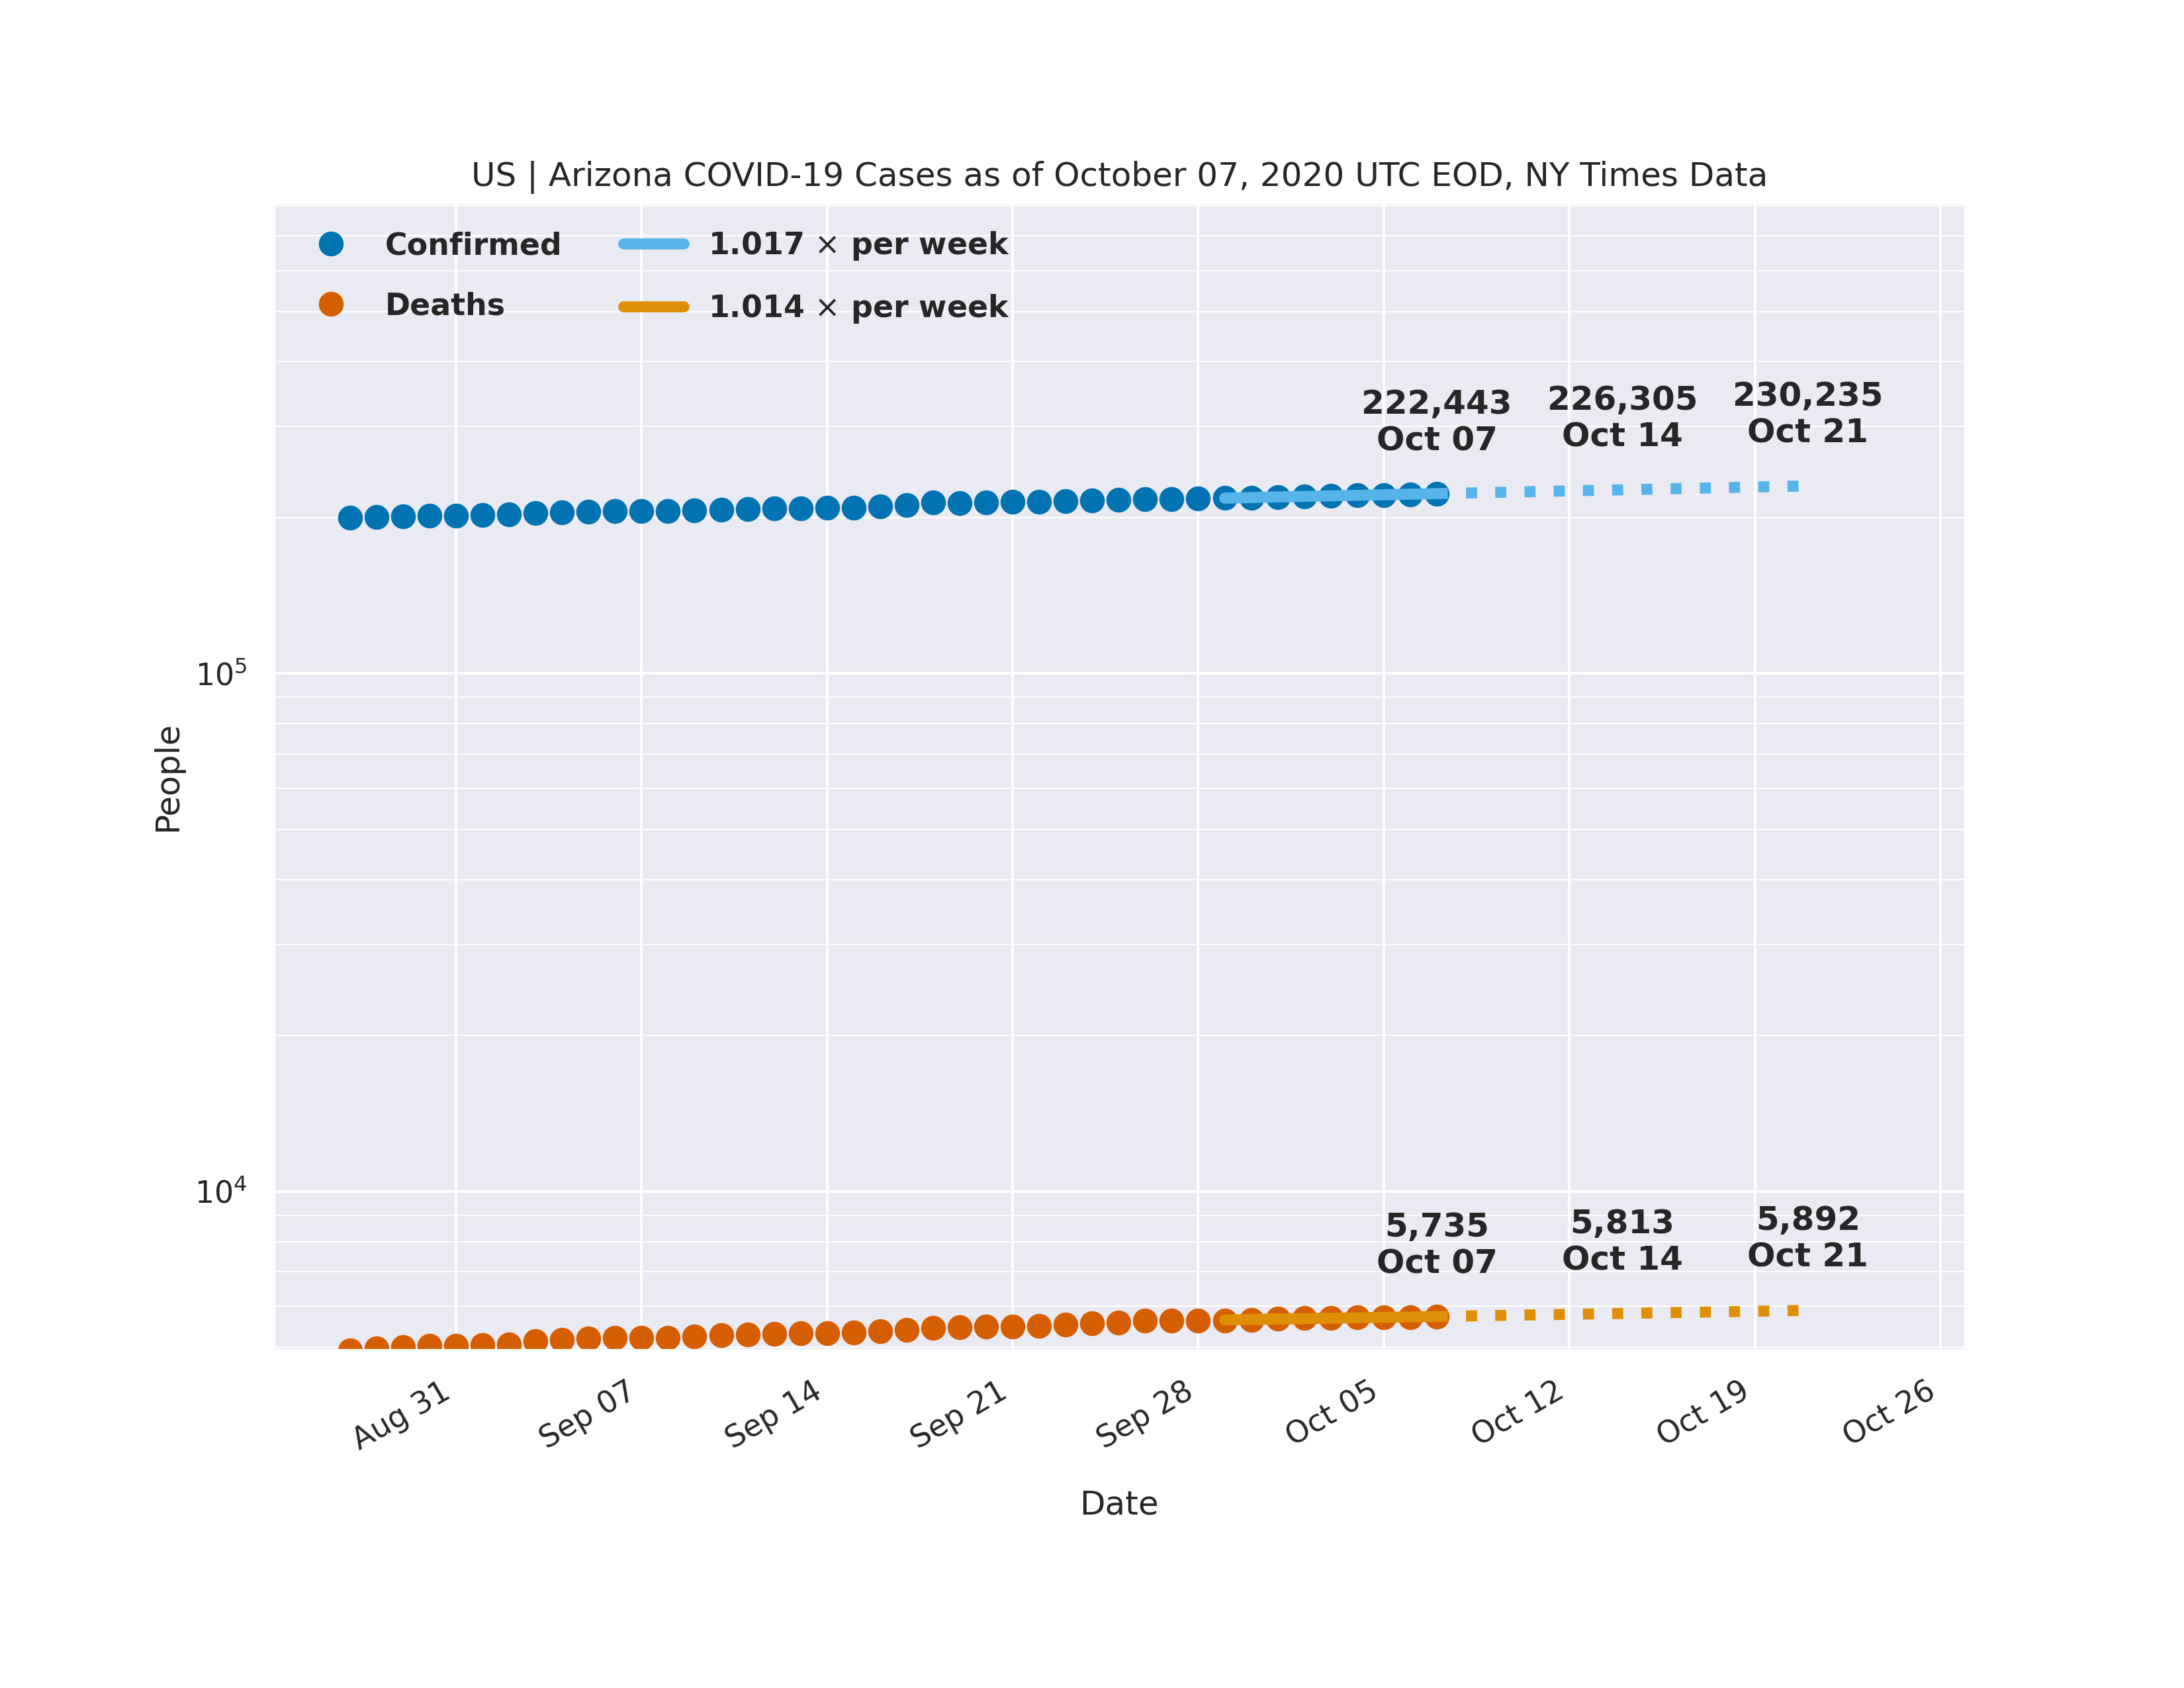 US | Arizona COVID-19 Cases as of October 07, 2020 UTC EOD, NY Times Data
Confirmed
1.017 × per week
Deaths
1.014 × per week
222,443
Oct 07
226,305
Oct 14
230,235
Oct 21
10⁵
People
10⁴
5,735
Oct 07
5,813
Oct 14
5,892
Oct 21
Aug 31
Sep 07
Sep 14
Sep 21
Sep 28
Oct 05
Oct 12
Oct 19
Oct 26
Date